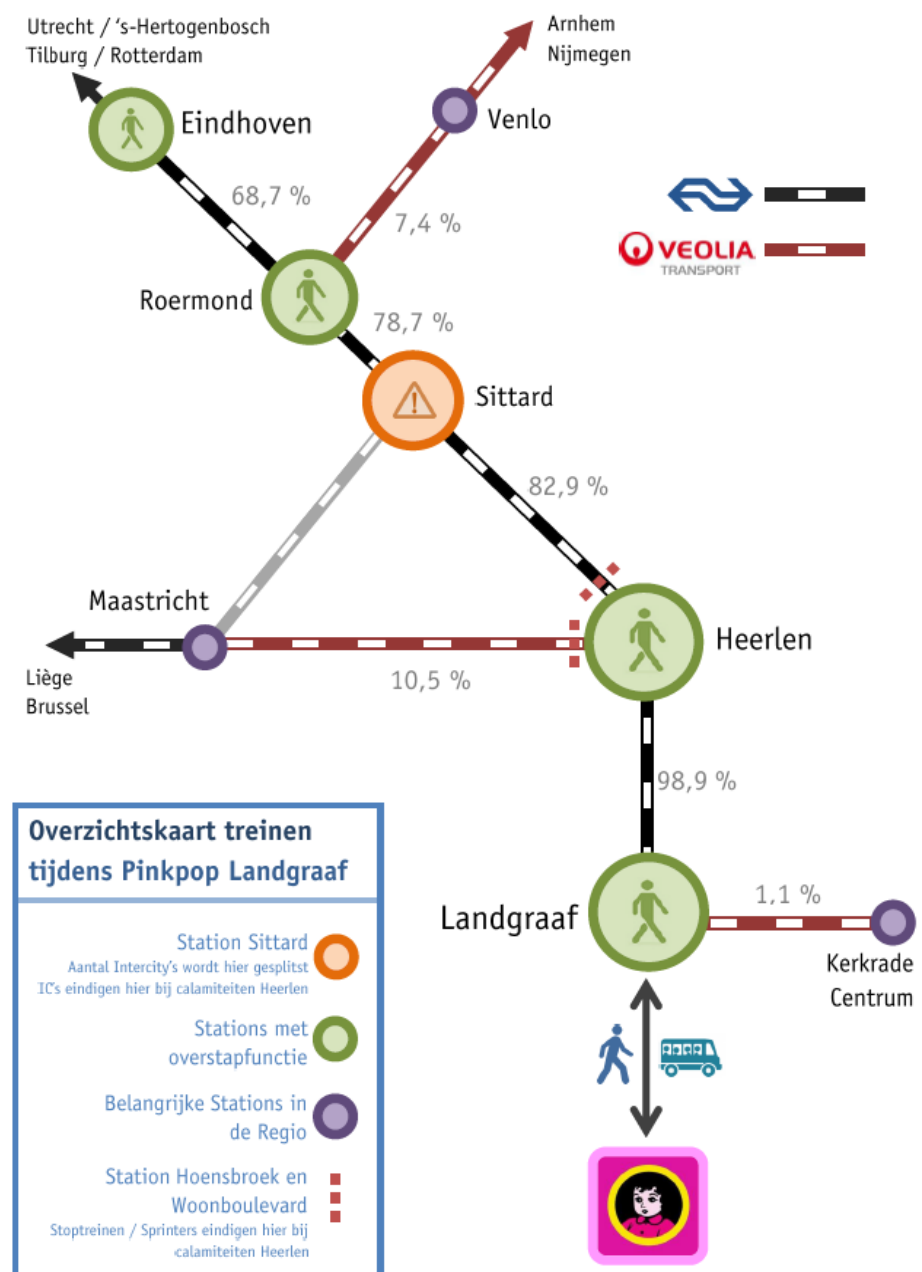 Utrecht / 's-Hertogenbosch
Tilburg / Rotterdam
Arnhem
Nijmegen
Eindhoven
Venlo
68,7 %
7,4 %
VEOLIA
TRANSPORT
Roermond
78,7 %
Sittard
82,9 %
Maastricht
Heerlen
Liège
Brussel
10,5 %
98,9 %
Landgraaf
1,1 %
Kerkrade
Centrum
Overzichtskaart treinen
tijdens Pinkpop Landgraaf
Station Sittard
Aantal Intercity's wordt hier gesplitst
IC's eindigen hier bij calamiteiten Heerlen
Stations met
overstapfunctie
Belangrijke Stations in
de Regio
Station Hoensbroek en
Woonboulevard
Stoptreinen / Sprinters eindigen hier bij
calamiteiten Heerlen